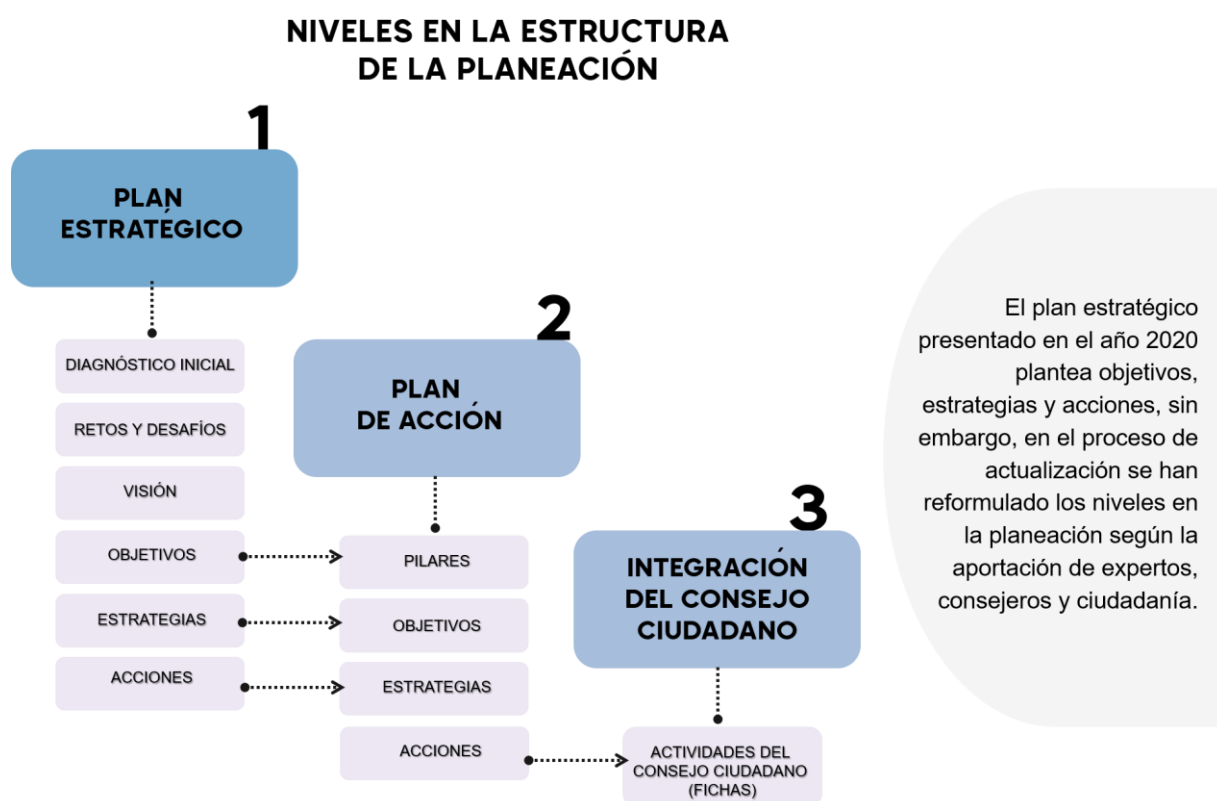 NIVELES EN LA ESTRUCTURA
DE LA PLANEACIÓN
1
PLAN
ESTRATÉGICO
DIAGNÓSTICO INICIAL
RETOS Y DESAFÍOS
VISIÓN
OBJETIVOS
ESTRATEGIAS
ACCIONES
2
PLAN
DE ACCIÓN
PILARES
OBJETIVOS
ESTRATEGIAS
ACCIONES
3
INTEGRACIÓN
DEL CONSEJO
CIUDADANO
ACTIVIDADES DEL
CONSEJO CIUDADANO
(FICHAS)
El plan estratégico
presentado en el año 2020
plantea objetivos,
estrategias y acciones, sin
embargo, en el proceso de
actualización se han
reformulado los niveles en
la planeación según la
aportación de expertos,
consejeros y ciudadanía.